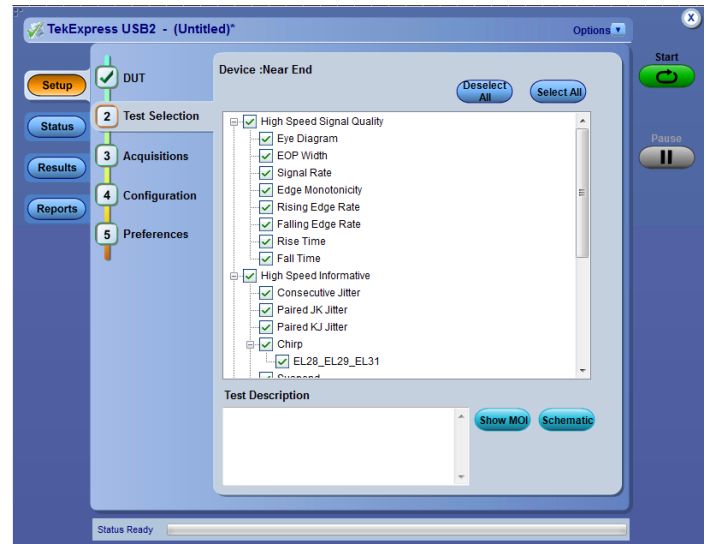 TekExpress USB2 - (Untitled)*
Options
x
Start
Pause
Setup
Status
Results
Reports
DUT
2 Test Selection
3 Acquisitions
4 Configuration
5 Preferences
Device :Near End
Deselect
All
Select All
High Speed Signal Quality
Eye Diagram
EOP Width
Signal Rate
Edge Monotonicity
Rising Edge Rate
Falling Edge Rate
Rise Time
Fall Time
High Speed Informative
Consecutive Jitter
Paired JK Jitter
Paired KJ Jitter
Chirp
EL28_EL29_EL31
Suspend
Test Description
Show MOI
Schematic
Status Ready